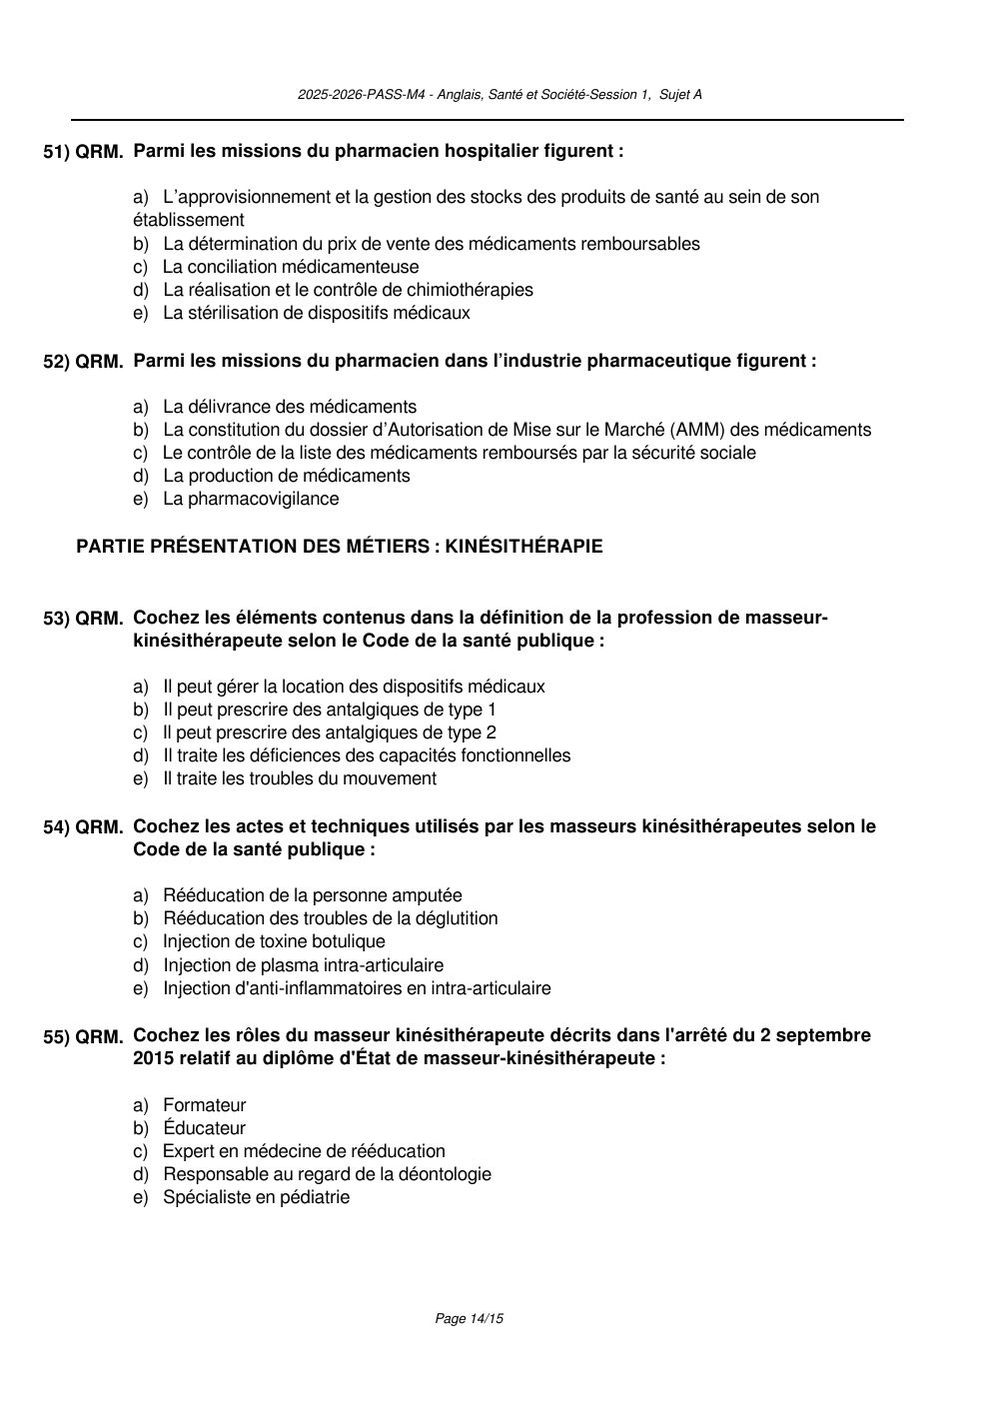 2025-2026-PASS-M4 - Anglais, Santé et Société-Session 1,  Sujet A
51) QRM. Parmi les missions du pharmacien hospitalier figurent :
a) L'approvisionnement et la gestion des stocks des produits de santé au sein de son
établissement
b) La détermination du prix de vente des médicaments remboursables
c) La conciliation médicamenteuse
d) La réalisation et le contrôle de chimiothérapies
e) La stérilisation de dispositifs médicaux
52) QRM. Parmi les missions du pharmacien dans l'industrie pharmaceutique figurent :
a) La délivrance des médicaments
b) La constitution du dossier d'Autorisation de Mise sur le Marché (AMM) des médicaments
c) Le contrôle de la liste des médicaments remboursés par la sécurité sociale
d) La production de médicaments
e) La pharmacovigilance
PARTIE PRÉSENTATION DES MÉTIERS : KINÉSITHÉRAPIE
53) QRM. Cochez les éléments contenus dans la définition de la profession de masseur-
kinésithérapeute selon le Code de la santé publique :
a) Il peut gérer la location des dispositifs médicaux
b) Il peut prescrire des antalgiques de type 1
c) Il peut prescrire des antalgiques de type 2
d) Il traite les déficiences des capacités fonctionnelles
e) Il traite les troubles du mouvement
54) QRM. Cochez les actes et techniques utilisés par les masseurs kinésithérapeutes selon le
Code de la santé publique :
a) Rééducation de la personne amputée
b) Rééducation des troubles de la déglutition
c) Injection de toxine botulique
d) Injection de plasma intra-articulaire
e) Injection d'anti-inflammatoires en intra-articulaire
55) QRM. Cochez les rôles du masseur kinésithérapeute décrits dans l'arrêté du 2 septembre
2015 relatif au diplôme d'État de masseur-kinésithérapeute :
a) Formateur
b) Éducateur
c) Expert en médecine de rééducation
d) Responsable au regard de la déontologie
e) Spécialiste en pédiatrie
Page 14/15